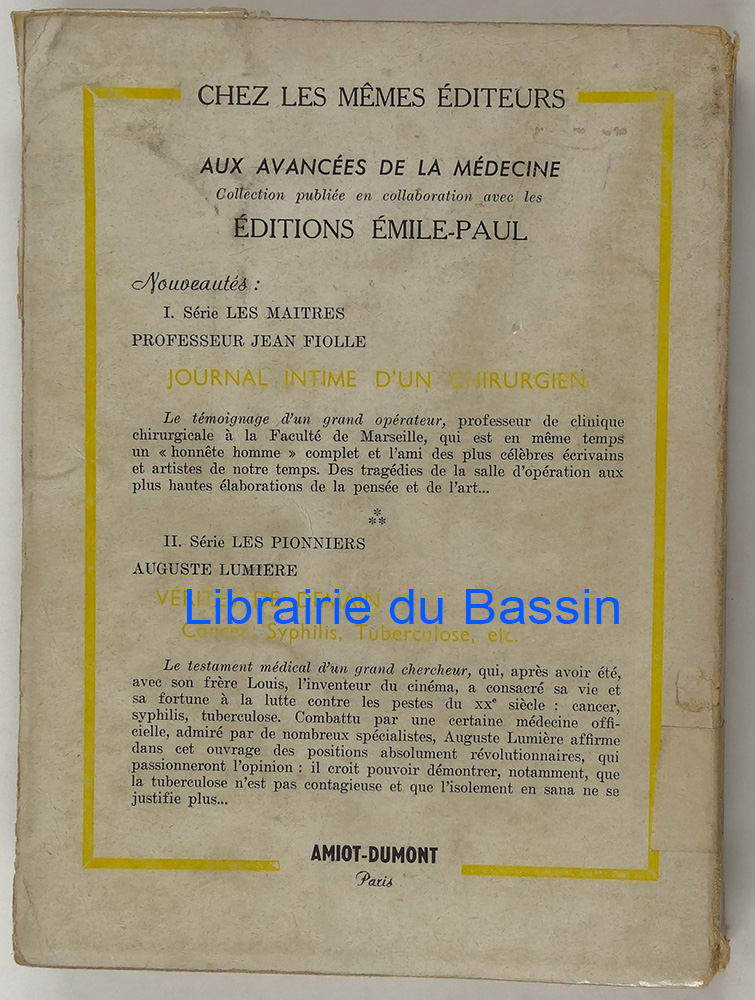 CHEZ LES MÊMES ÉDITEURS
AUX AVANCÉES DE LA MÉDECINE
Collection publiée en collaboration avec les
ÉDITIONS ÉMILE-PAUL
Nouveautés :
I. Série LES MAITRES
PROFESSEUR JEAN FIOLLE
JOURNAL INTIME D'UN CHIRURGIEN
Le témoignage d'un grand opérateur, professeur de clinique
chirurgicale à la Faculté de Marseille, qui est en même temps
un « honnête homme » complet et l'ami des plus célèbres écrivains
et artistes de notre temps. Des tragédies de la salle d'opération aux
plus hautes élaborations de la pensée et de l'art...
II. Série LES PIONNIERS
AUGUSTE LUMIERE
DE DEMAIN
Librairie du Bassin
Cancer, Syphilis, Tuberculose, etc.
Le testament médical d'un grand chercheur, qui, après avoir été,
avec son frère Louis, l'inventeur du cinéma, a consacré sa vie et
sa fortune à la lutte contre les pestes du XXe siècle : cancer,
syphilis, tuberculose. Combattu par une certaine médecine offi-
cielle, admiré par de nombreux spécialistes, Auguste Lumière affirme
dans cet ouvrage des positions absolument révolutionnaires, qui
passionneront l'opinion : il croit pouvoir démontrer, notamment, que
la tuberculose n'est pas contagieuse et que l'isolement en sana ne se
justifie plus...
AMIOT-DUMONT
Paris